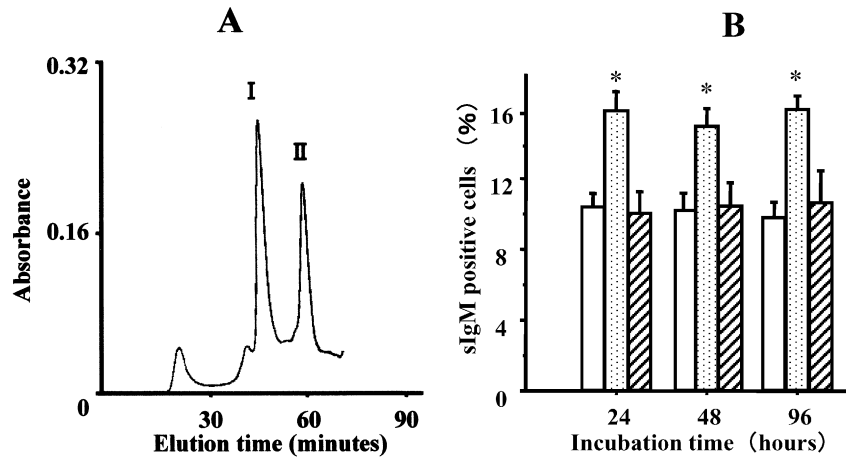 A
0.32
0.16
0
Absorbance
I
II
30 60 90
Elution time (minutes)
B
16
12
8
4
0
sIgM positive cells (%)
* * *
24 48 96
Incubation time (hours)